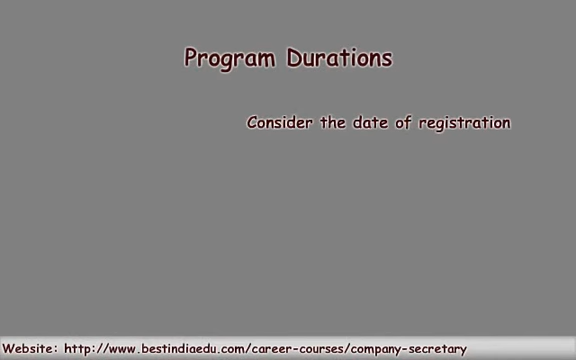 Program Durations
Consider the date of registration
Website: http://www.bestindiaedu.com/career-courses/company-secretary